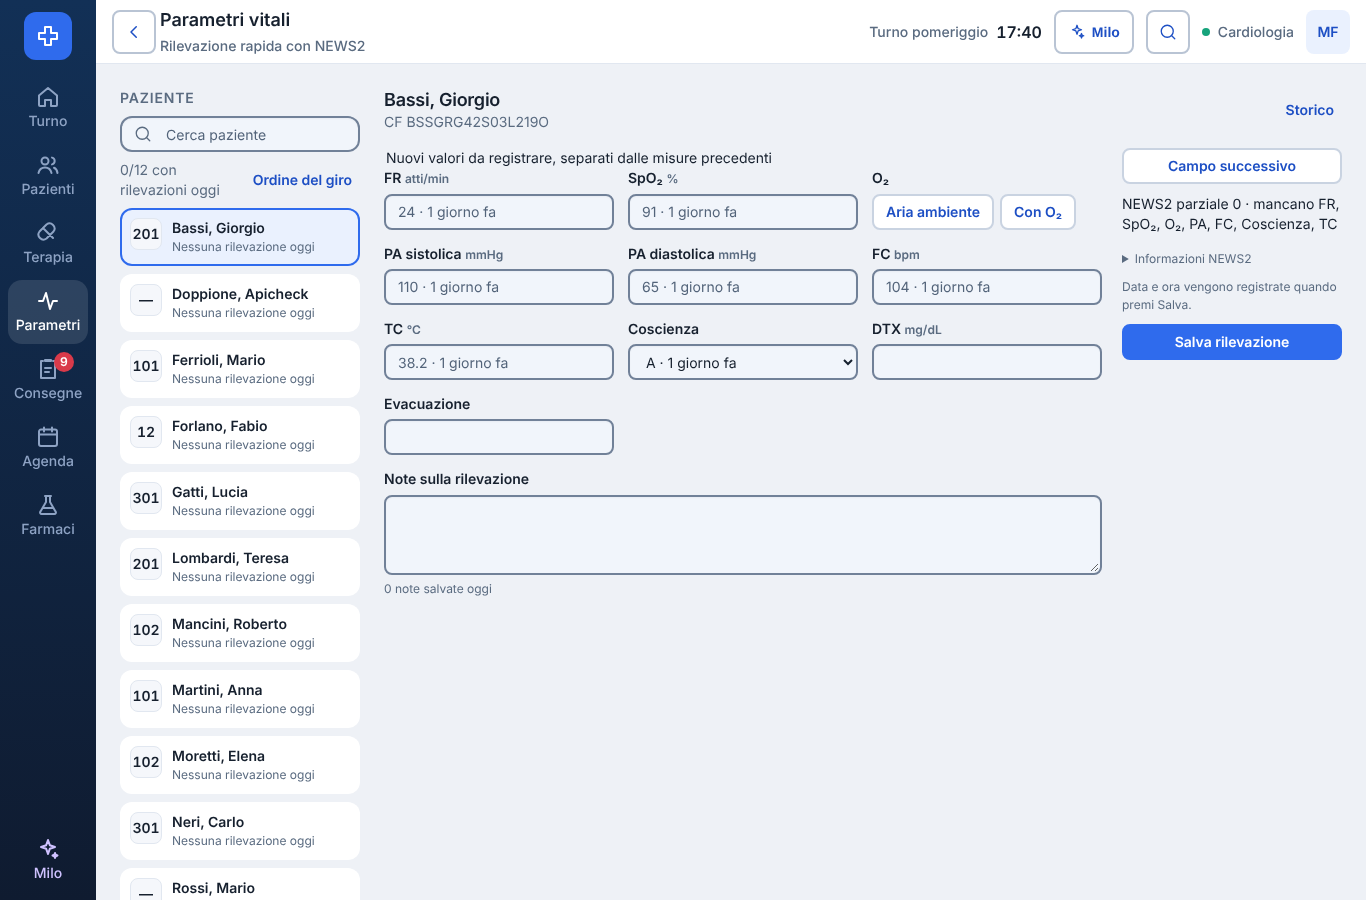 Parametri vitali
Rilevazione rapida con NEWS2
Turno pomeriggio 17:40
Milo
Cardiologia
MF
Turno
Pazienti
Terapia
Parametri
9
Consegne
Agenda
Farmaci
Milo
PAZIENTE
Cerca paziente
0/12 con
rilevazioni oggi
Ordine del giro
201 Bassi, Giorgio
Nessuna rilevazione oggi
— Doppione, Apicheck
Nessuna rilevazione oggi
101 Ferrioli, Mario
Nessuna rilevazione oggi
12 Forlano, Fabio
Nessuna rilevazione oggi
301 Gatti, Lucia
Nessuna rilevazione oggi
201 Lombardi, Teresa
Nessuna rilevazione oggi
102 Mancini, Roberto
Nessuna rilevazione oggi
101 Martini, Anna
Nessuna rilevazione oggi
102 Moretti, Elena
Nessuna rilevazione oggi
301 Neri, Carlo
Nessuna rilevazione oggi
— Rossi, Mario
Bassi, Giorgio
CF BSSGRG42S03L219O
Storico
Nuovi valori da registrare, separati dalle misure precedenti
FR atti/min
24 · 1 giorno fa
SpO₂ %
91 · 1 giorno fa
O₂
Aria ambiente
Con O₂
PA sistolica mmHg
110 · 1 giorno fa
PA diastolica mmHg
65 · 1 giorno fa
FC bpm
104 · 1 giorno fa
TC °C
38.2 · 1 giorno fa
Coscienza
A · 1 giorno fa
DTX mg/dL
Evacuazione
Note sulla rilevazione
0 note salvate oggi
Campo successivo
NEWS2 parziale 0 · mancano FR,
SpO₂, O₂, PA, FC, Coscienza, TC
Informazioni NEWS2
Data e ora vengono registrate quando
premi Salva.
Salva rilevazione